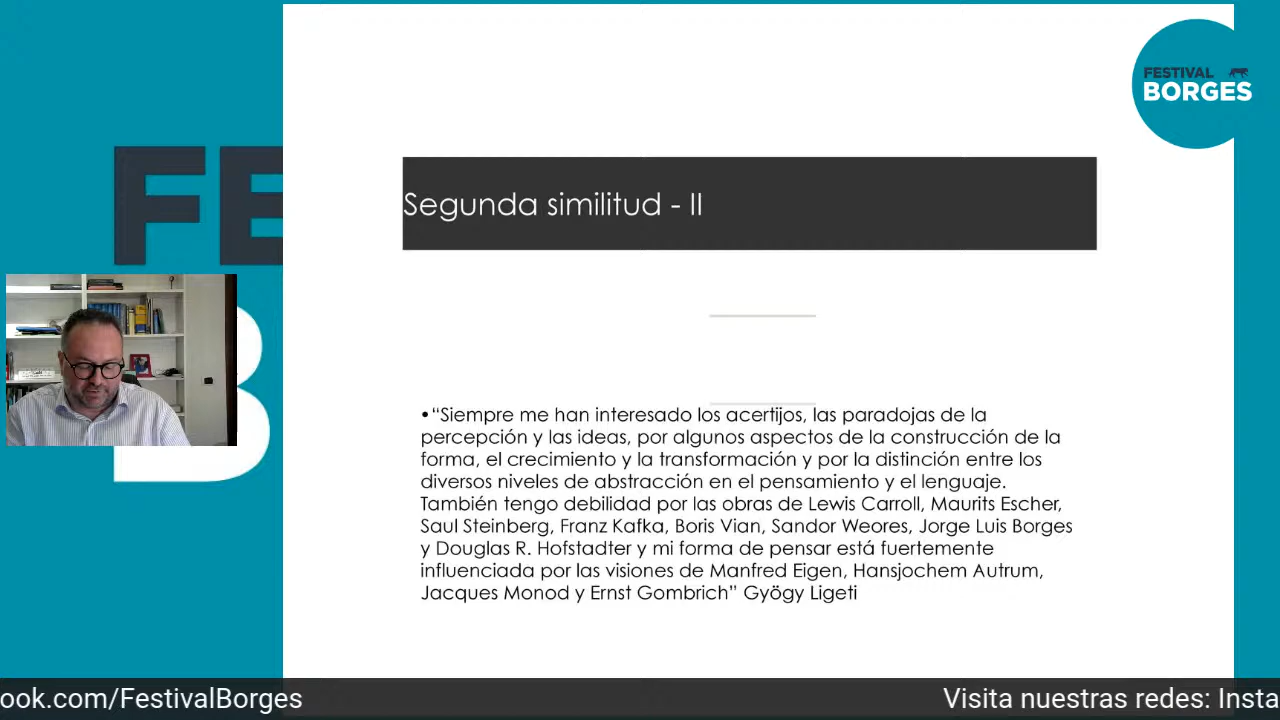 FESTIVAL
BORGES
FE
B
Segunda similitud - II
•“Siempre me han interesado los acertijos, las paradojas de la
percepción y las ideas, por algunos aspectos de la construcción de la
forma, el crecimiento y la transformación y por la distinción entre los
diversos niveles de abstracción en el pensamiento y el lenguaje.
También tengo debilidad por las obras de Lewis Carroll, Maurits Escher,
Saul Steinberg, Franz Kafka, Boris Vian, Sandor Weores, Jorge Luis Borges
y Douglas R. Hofstadter y mi forma de pensar está fuertemente
influenciada por las visiones de Manfred Eigen, Hansjochem Autrum,
Jacques Monod y Ernst Gombrich” Gyögy Ligeti
ook.com/FestivalBorges
Visita nuestras redes: Insta